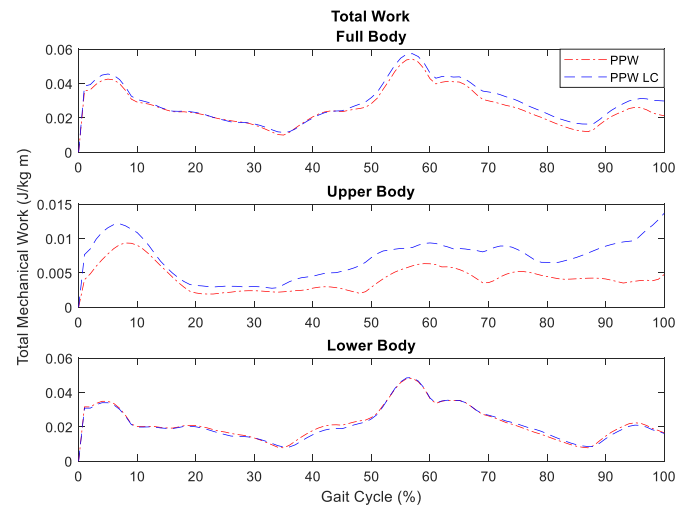 Total Work
Full Body
0.06
0.04
0.02
0
0 10 20 30 40 50 60 70 80 90 100
PPW
PPW LC
Upper Body
0.015
0.01
0.005
0
0 10 20 30 40 50 60 70 80 90 100
Lower Body
0.06
0.04
0.02
0
0 10 20 30 40 50 60 70 80 90 100
Gait Cycle (%)
Total Mechanical Work (J/kg m)